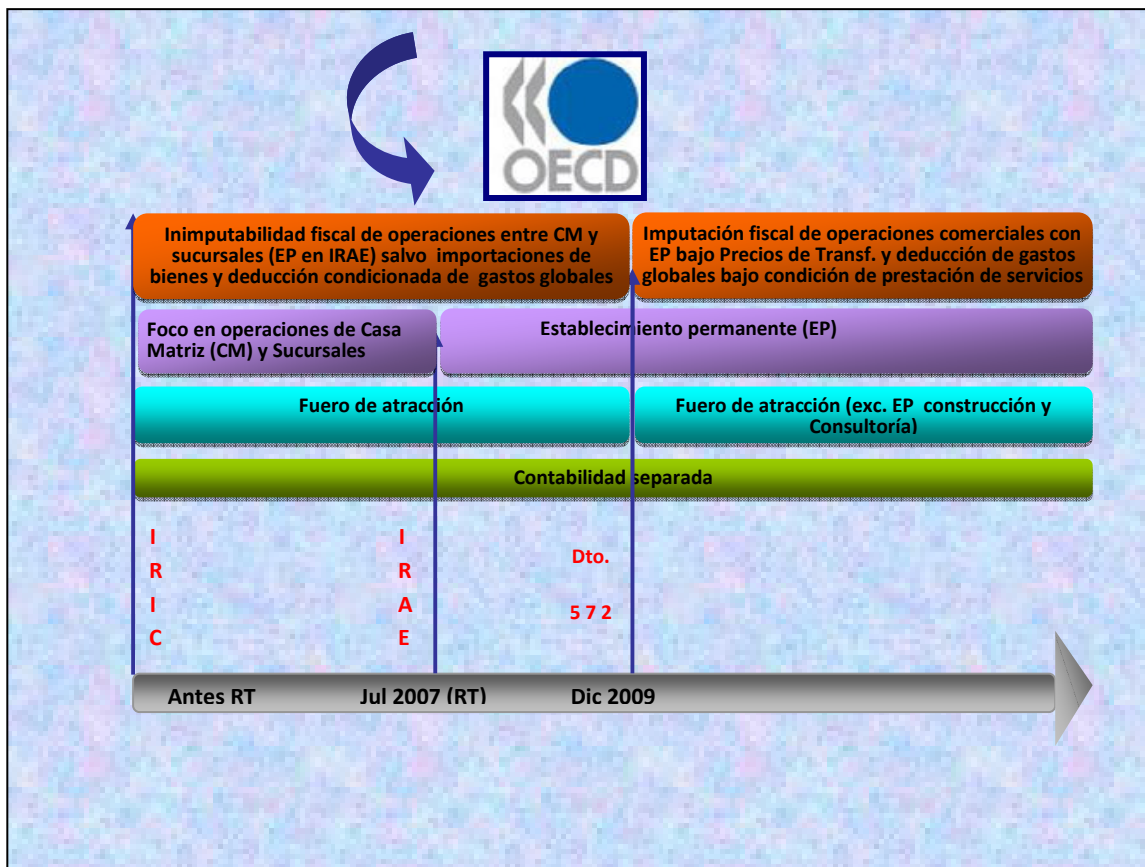 OECD
Inimputabilidad fiscal de operaciones entre CM y
sucursales (EP en IRAE) salvo importaciones de
bienes y deducción condicionada de gastos globales
Imputación fiscal de operaciones comerciales con
EP bajo Precios de Transf. y deducción de gastos
globales bajo condición de prestación de servicios
Foco en operaciones de Casa
Matriz (CM) y Sucursales
Establecimiento permanente (EP)
Fuero de atracción
Fuero de atracción (exc. EP construcción y
Consultoría)
Contabilidad separada
I
R
I
C
I
R
A
E
Dto.
5 7 2
Antes RT
Jul 2007 (RT)
Dic 2009